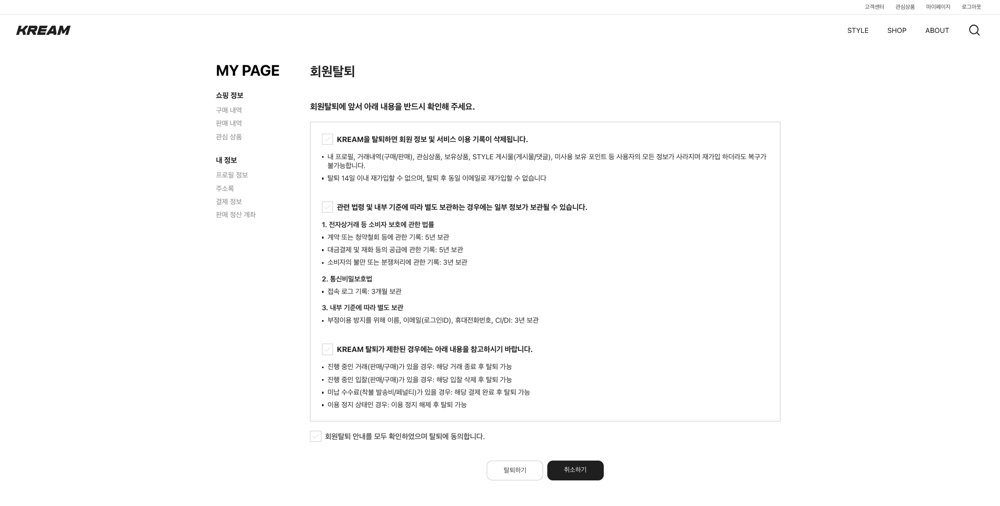 고객센터 관심상품 마이페이지 로그아웃
KREAM
STYLE SHOP ABOUT
MY PAGE
쇼핑 정보
구매 내역
판매 내역
관심 상품
내 정보
프로필 정보
주소록
결제 정보
판매 정산 계좌
회원탈퇴
회원탈퇴에 앞서 아래 내용을 반드시 확인해 주세요.
KREAM을 탈퇴하면 회원 정보 및 서비스 이용 기록이 삭제됩니다.
• 내 프로필, 거래내역(구매/판매), 관심상품, 보유상품, STYLE 게시물(게시물/댓글), 미사용 보유 포인트 등 사용자의 모든 정보가 사라지며 재가입 하더라도 복구가
불가능합니다.
• 탈퇴 14일 이내 재가입할 수 없으며, 탈퇴 후 동일 이메일로 재가입할 수 없습니다
관련 법령 및 내부 기준에 따라 별도 보관하는 경우에는 일부 정보가 보관될 수 있습니다.
1. 전자상거래 등 소비자 보호에 관한 법률
• 계약 또는 청약철회 등에 관한 기록: 5년 보관
• 대금결제 및 재화 등의 공급에 관한 기록: 5년 보관
• 소비자의 불만 또는 분쟁처리에 관한 기록: 3년 보관
2. 통신비밀보호법
• 접속 로그 기록: 3개월 보관
3. 내부 기준에 따라 별도 보관
• 부정이용 방지를 위해 이름, 이메일(로그인ID), 휴대전화번호, CI/DI: 3년 보관
KREAM 탈퇴가 제한된 경우에는 아래 내용을 참고하시기 바랍니다.
• 진행 중인 거래(판매/구매)가 있을 경우: 해당 거래 종료 후 탈퇴 가능
• 진행 중인 입찰(판매/구매)가 있을 경우: 해당 입찰 삭제 후 탈퇴 가능
• 미납 수수료(착불 발송비/페널티)가 있을 경우: 해당 결제 완료 후 탈퇴 가능
• 이용 정지 상태인 경우: 이용 정지 해제 후 탈퇴 가능
회원탈퇴 안내를 모두 확인하였으며 탈퇴에 동의합니다.
탈퇴하기 취소하기